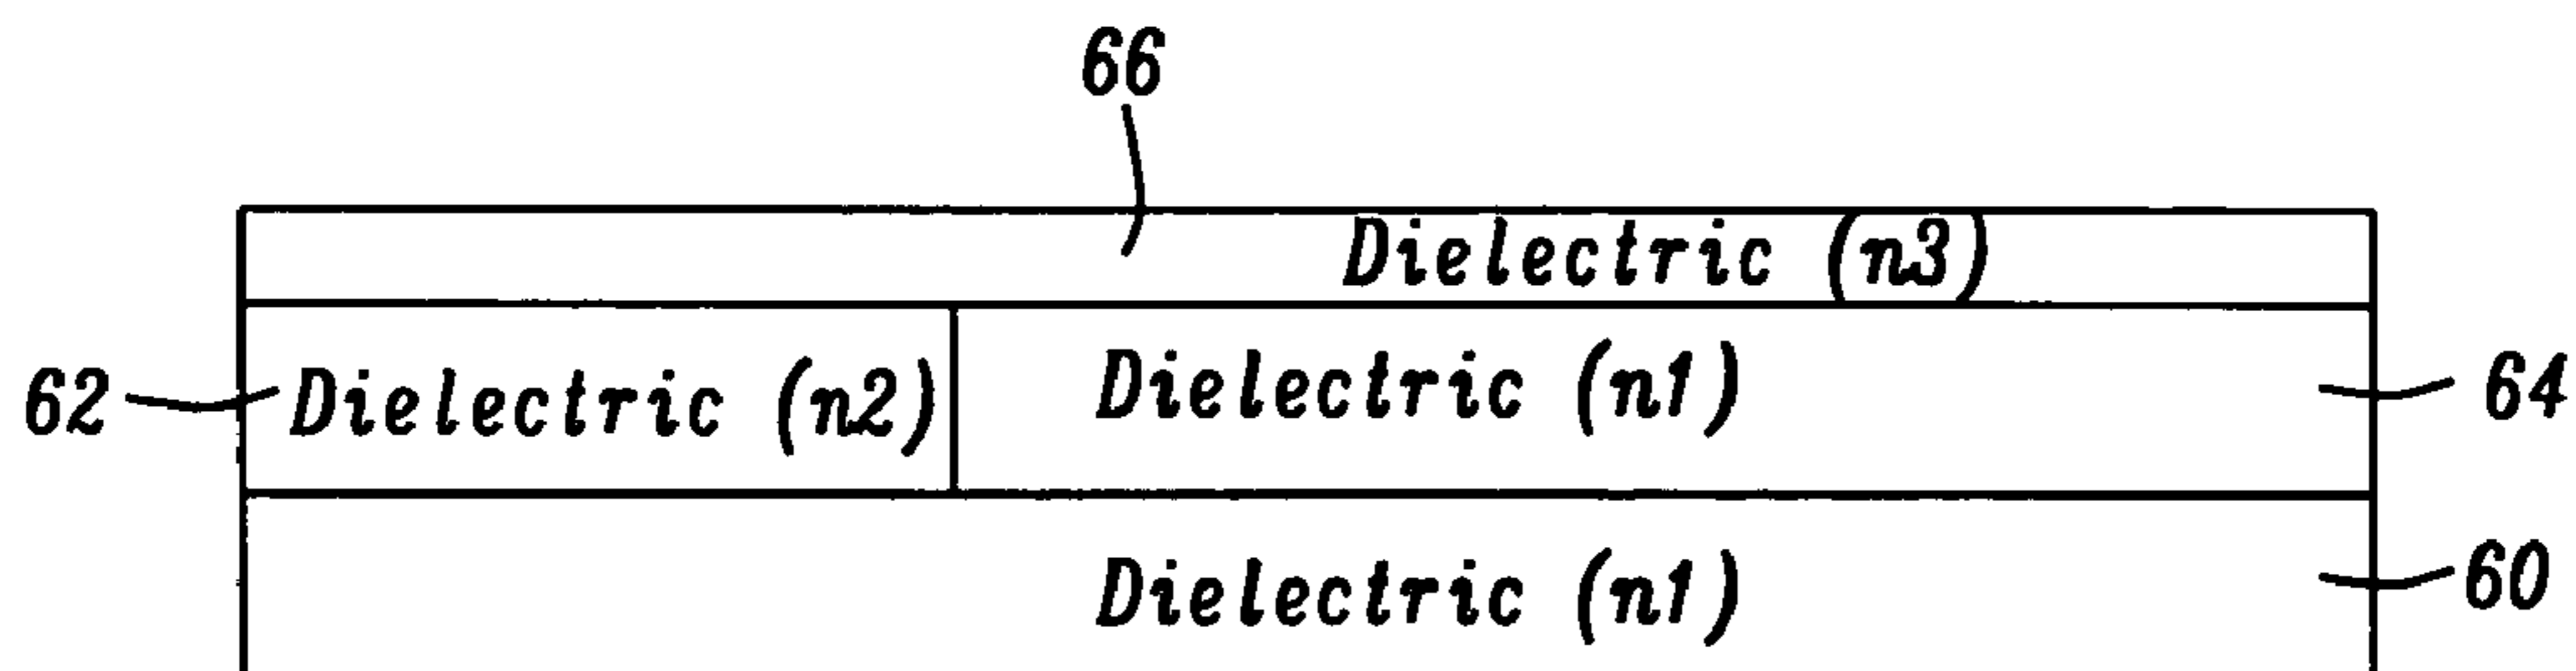 66
Dielectric (n3)
62 Dielectric (n2) Dielectric (n1) 64
Dielectric (n1) 60